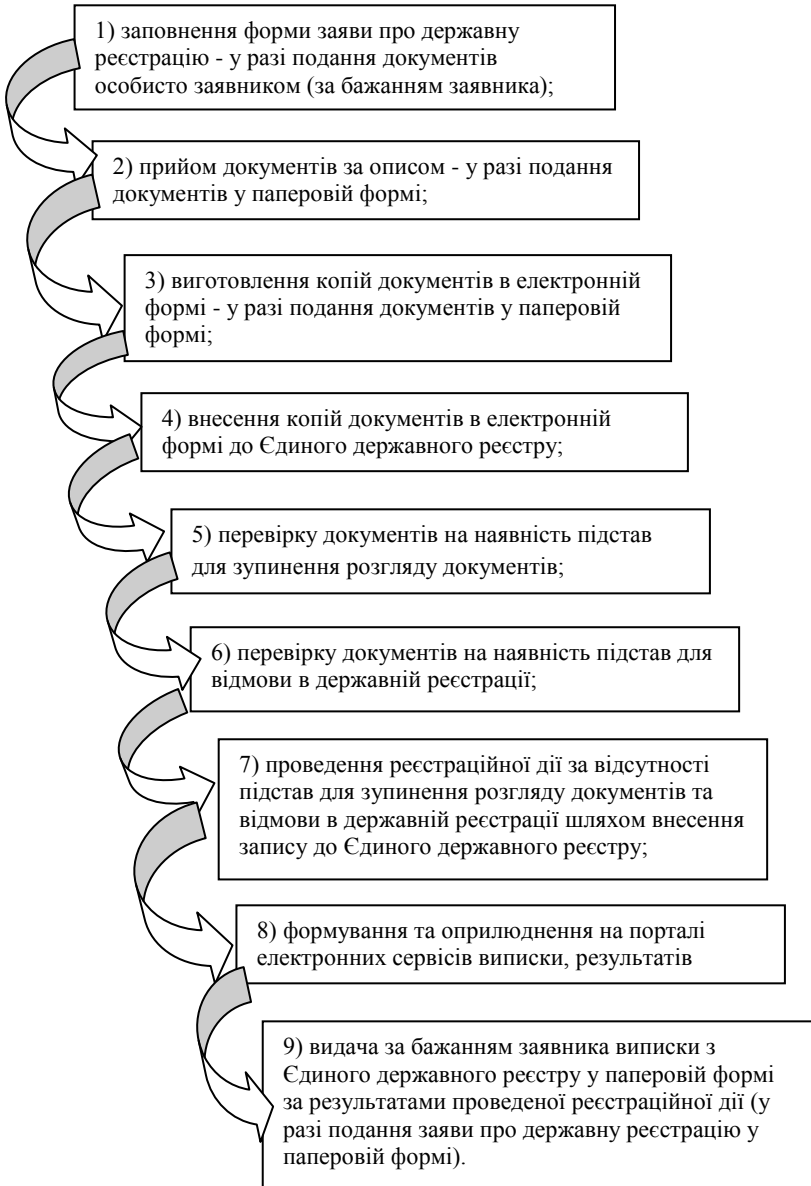 1) заповнення форми заяви про державну
реєстрацію - у разі подання документів
особисто заявником (за бажанням заявника);
2) прийом документів за описом - у разі подання
документів у паперовій формі;
3) виготовлення копій документів в електронній
формі - у разі подання документів у паперовій
формі;
4) внесення копій документів в електронній
формі до Єдиного державного реєстру;
5) перевірку документів на наявність підстав
для зупинення розгляду документів;
6) перевірку документів на наявність підстав для
відмови в державній реєстрації;
7) проведення реєстраційної дії за відсутності
підстав для зупинення розгляду документів та
відмови в державній реєстрації шляхом внесення
запису до Єдиного державного реєстру;
8) формування та оприлюднення на порталі
електронних сервісів виписки, результатів
9) видача за бажанням заявника виписки з
Єдиного державного реєстру у паперовій формі
за результатами проведеної реєстраційної дії (у
разі подання заяви про державну реєстрацію у
паперовій формі).